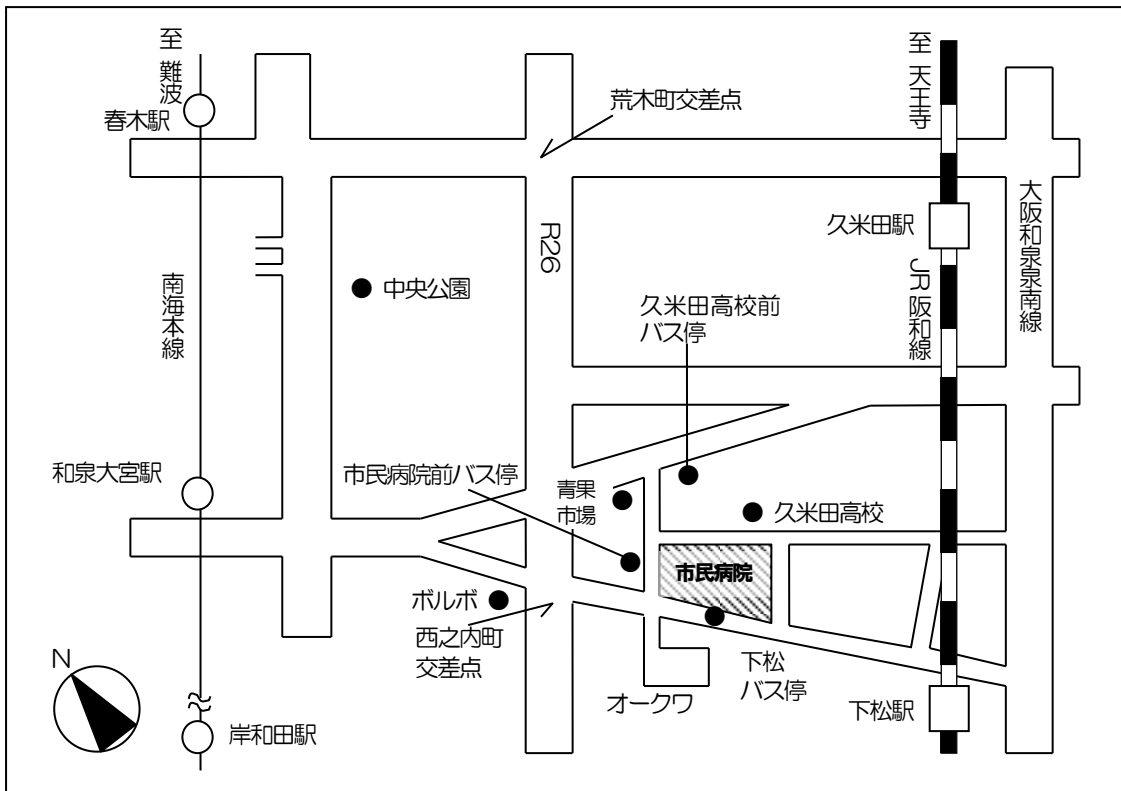 至 難波
春木駅
荒木町交差点
至 天王寺
久米田駅
大阪和泉泉南線
R26
中央公園
南海本線
JR阪和線
久米田高校前
バス停
和泉大宮駅
市民病院前バス停
青果
市場
久米田高校
市民病院
ボルボ
西之内町
交差点
下松
バス停
オークワ
下松駅
N
岸和田駅